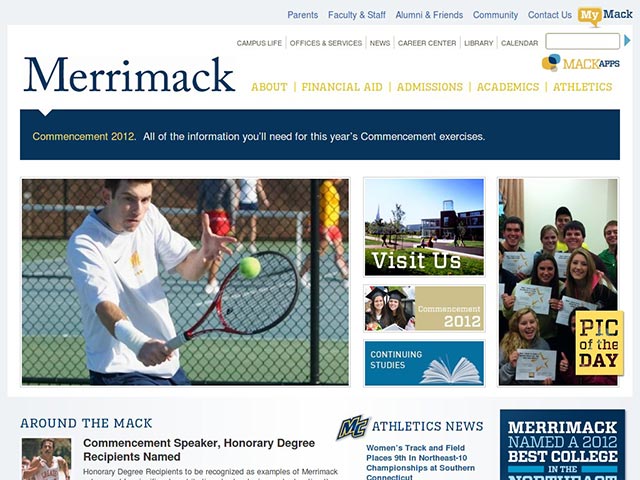 Parents Faculty & Staff Alumni & Friends Community Contact Us My Mack
CAMPUS LIFE OFFICES & SERVICES NEWS CAREER CENTER LIBRARY CALENDAR
MACKAPPS
Merrimack
ABOUT | FINANCIAL AID | ADMISSIONS | ACADEMICS | ATHLETICS
Commencement 2012. All of the information you'll need for this year's Commencement exercises.
Visit Us
Commencement
2012
CONTINUING
STUDIES
PIC
of the
DAY
AROUND THE MACK
Commencement Speaker, Honorary Degree
Recipients Named
Honorary Degree Recipients to be recognized as examples of Merrimack
MC ATHLETICS NEWS
Women's Track and Field
Places 9th In Northeast-10
Championships at Southern
Connecticut
MERRIMACK
NAMED A 2012
BEST COLLEGE
IN THE
NORTHEAST